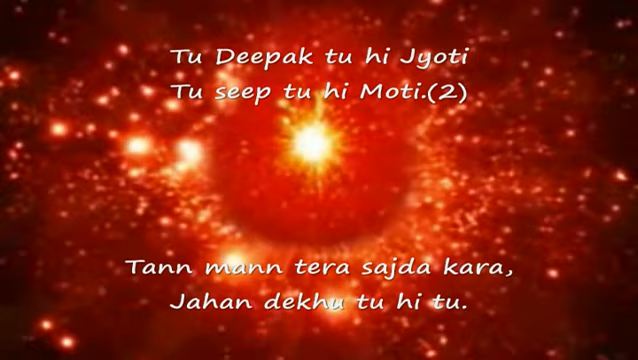 Tu Deepak tu hi Jyoti
Tu seep tu hi Moti.(2)
Tann mann tera sajda kara,
Jahan dekhu tu hi tu.